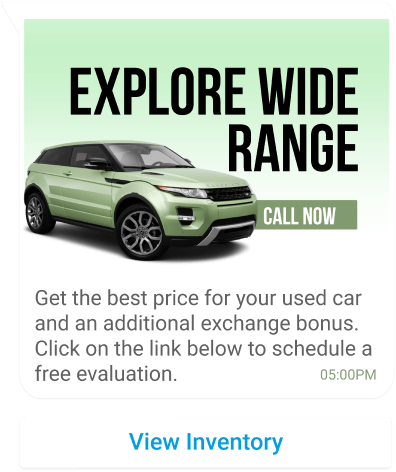 EXPLORE WIDE
RANGE
CALL NOW
Get the best price for your used car
and an additional exchange bonus.
Click on the link below to schedule a
free evaluation.
05:00PM
View Inventory